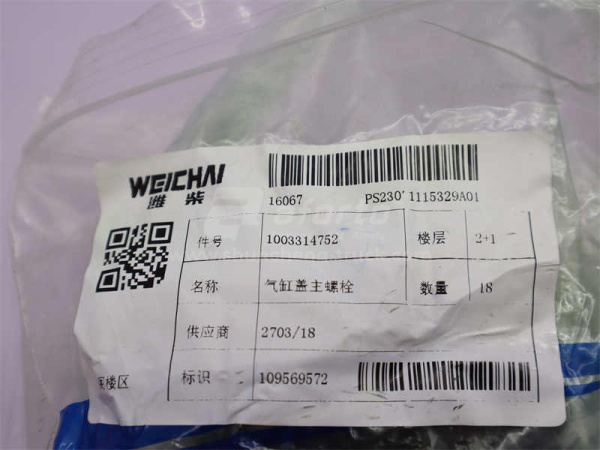 WEICHAI
潍柴
16067 PS230' 1115329A01
件号 1003314752 楼层 2+1
名称 气缸盖主螺栓 数量 18
供应商 2703/18
标识 109569572
楼区